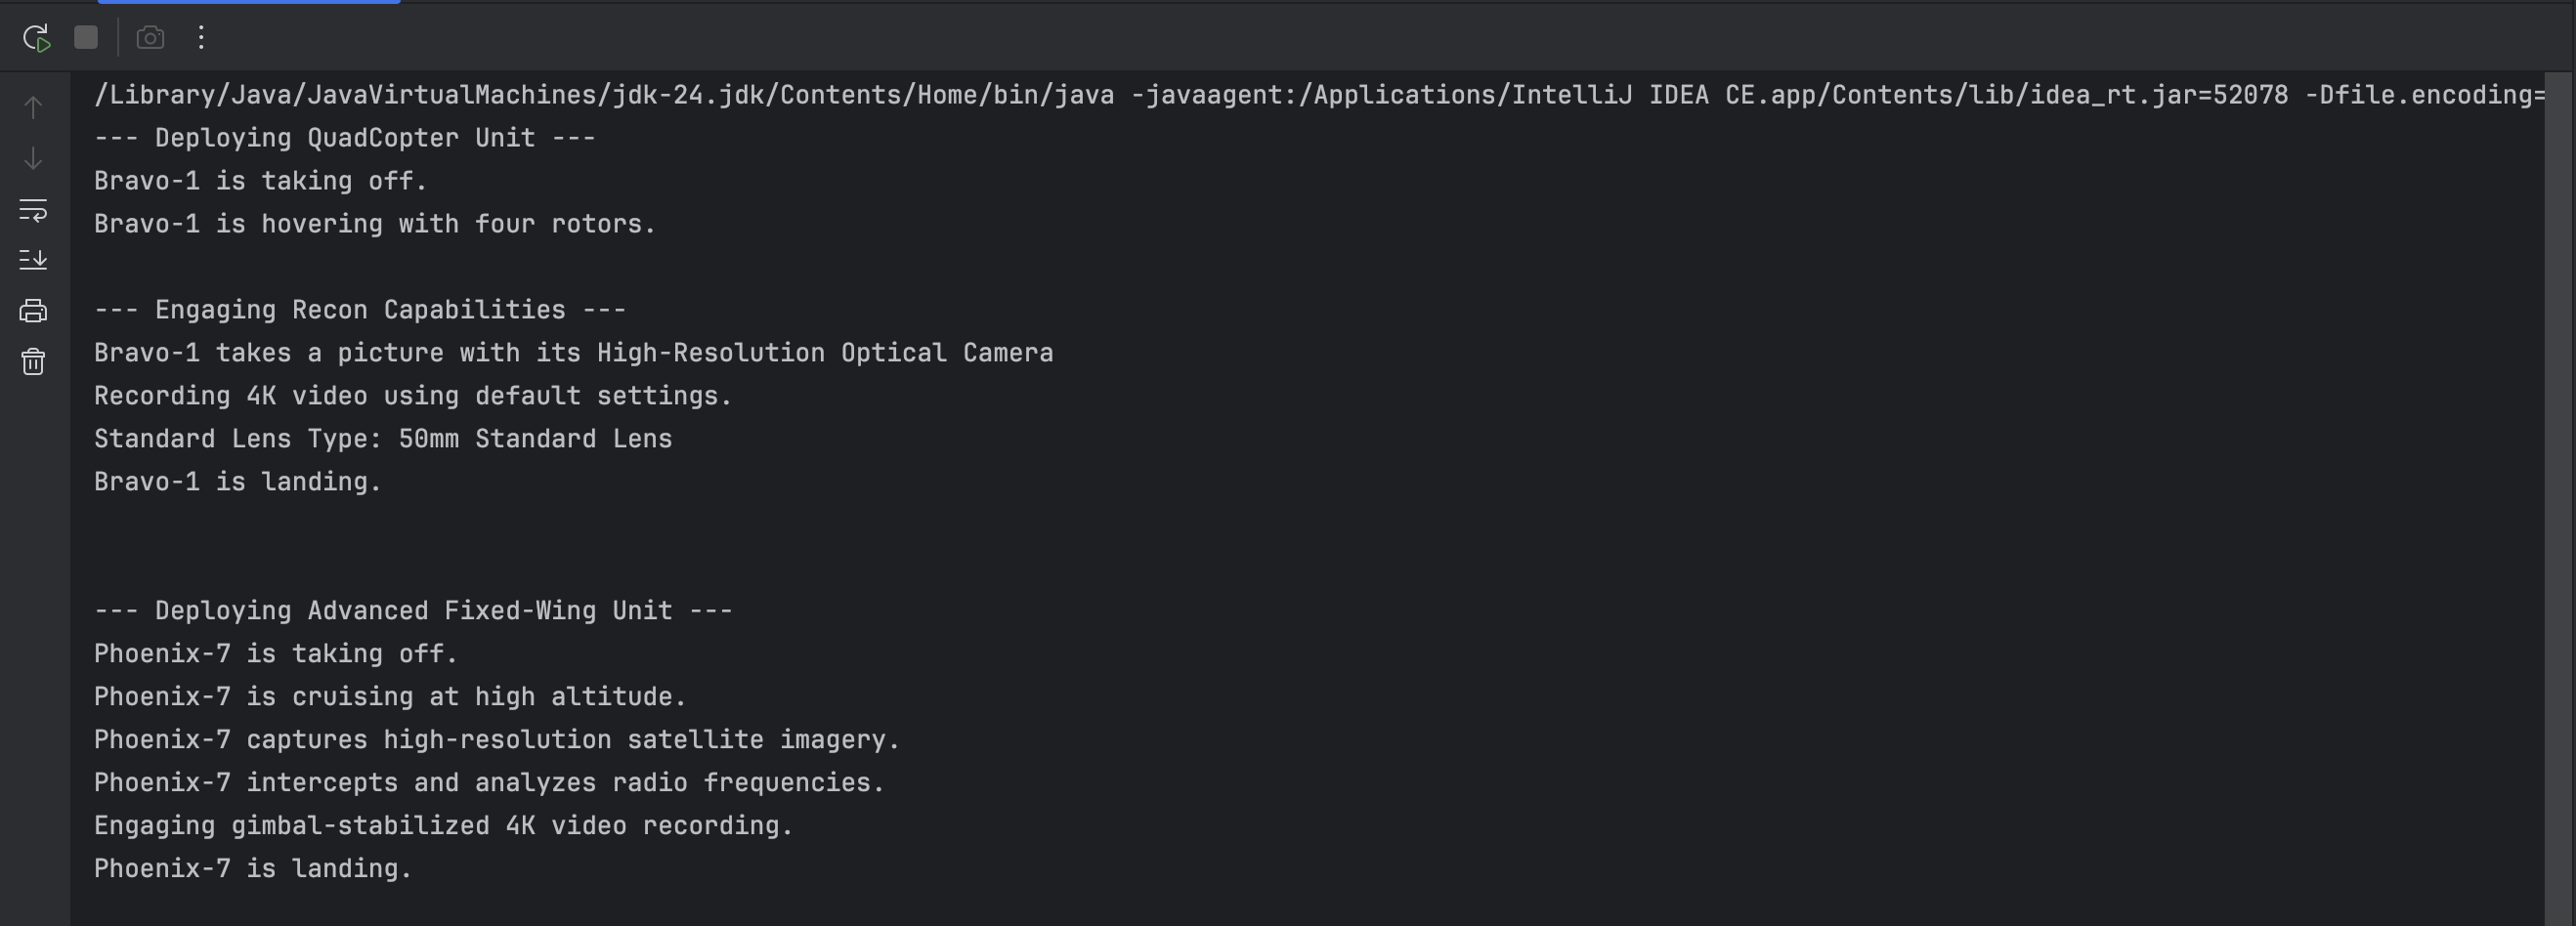 /Library/Java/JavaVirtualMachines/jdk-24.jdk/Contents/Home/bin/java -javaagent:/Applications/IntelliJ IDEA CE.app/Contents/lib/idea_rt.jar=52078 -Dfile.encoding=
--- Deploying QuadCopter Unit ---
Bravo-1 is taking off.
Bravo-1 is hovering with four rotors.
--- Engaging Recon Capabilities ---
Bravo-1 takes a picture with its High-Resolution Optical Camera
Recording 4K video using default settings.
Standard Lens Type: 50mm Standard Lens
Bravo-1 is landing.
--- Deploying Advanced Fixed-Wing Unit ---
Phoenix-7 is taking off.
Phoenix-7 is cruising at high altitude.
Phoenix-7 captures high-resolution satellite imagery.
Phoenix-7 intercepts and analyzes radio frequencies.
Engaging gimbal-stabilized 4K video recording.
Phoenix-7 is landing.